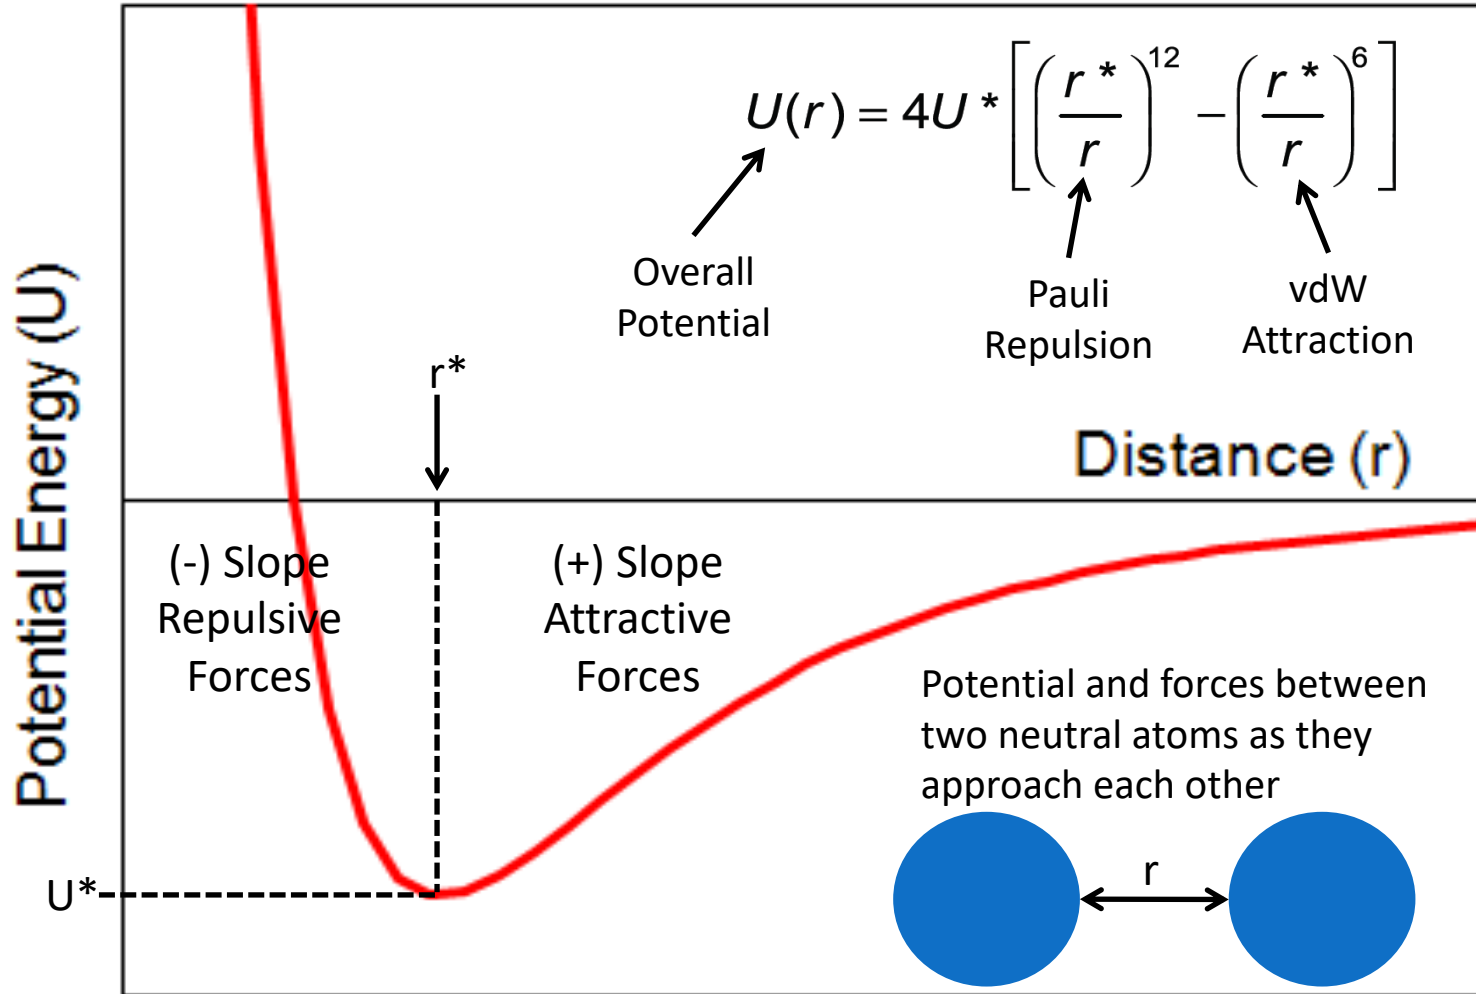 U(r) = 4U * [(r * / r)^12 − (r * / r)^6]
Overall
Potential
Pauli
Repulsion
vdW
Attraction
r*
Distance (r)
Potential Energy (U)
(-) Slope
Repulsive
Forces
(+) Slope
Attractive
Forces
Potential and forces between
two neutral atoms as they
approach each other
r
U*